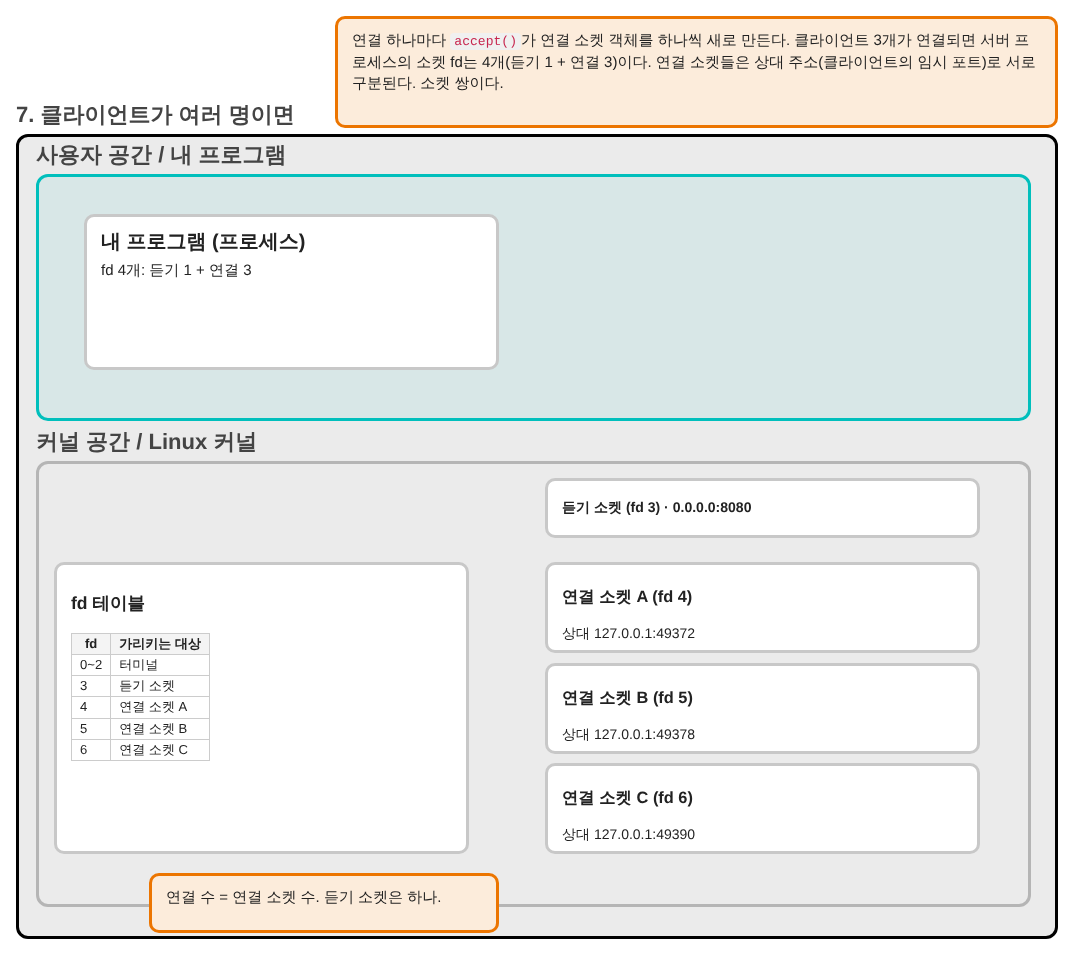 연결 하나마다 accept()가 연결 소켓 객체를 하나씩 새로 만든다. 클라이언트 3개가 연결되면 서버 프
로세스의 소켓 fd는 4개(듣기 1 + 연결 3)이다. 연결 소켓들은 상대 주소(클라이언트의 임시 포트)로 서로
구분된다. 소켓 쌍이다.
7. 클라이언트가 여러 명이면
사용자 공간 / 내 프로그램
내 프로그램 (프로세스)
fd 4개: 듣기 1 + 연결 3
커널 공간 / Linux 커널
듣기 소켓 (fd 3) · 0.0.0.0:8080
fd 테이블
fd 가리키는 대상
0~2 터미널
3 듣기 소켓
4 연결 소켓 A
5 연결 소켓 B
6 연결 소켓 C
연결 소켓 A (fd 4)
상대 127.0.0.1:49372
연결 소켓 B (fd 5)
상대 127.0.0.1:49378
연결 소켓 C (fd 6)
상대 127.0.0.1:49390
연결 수 = 연결 소켓 수. 듣기 소켓은 하나.